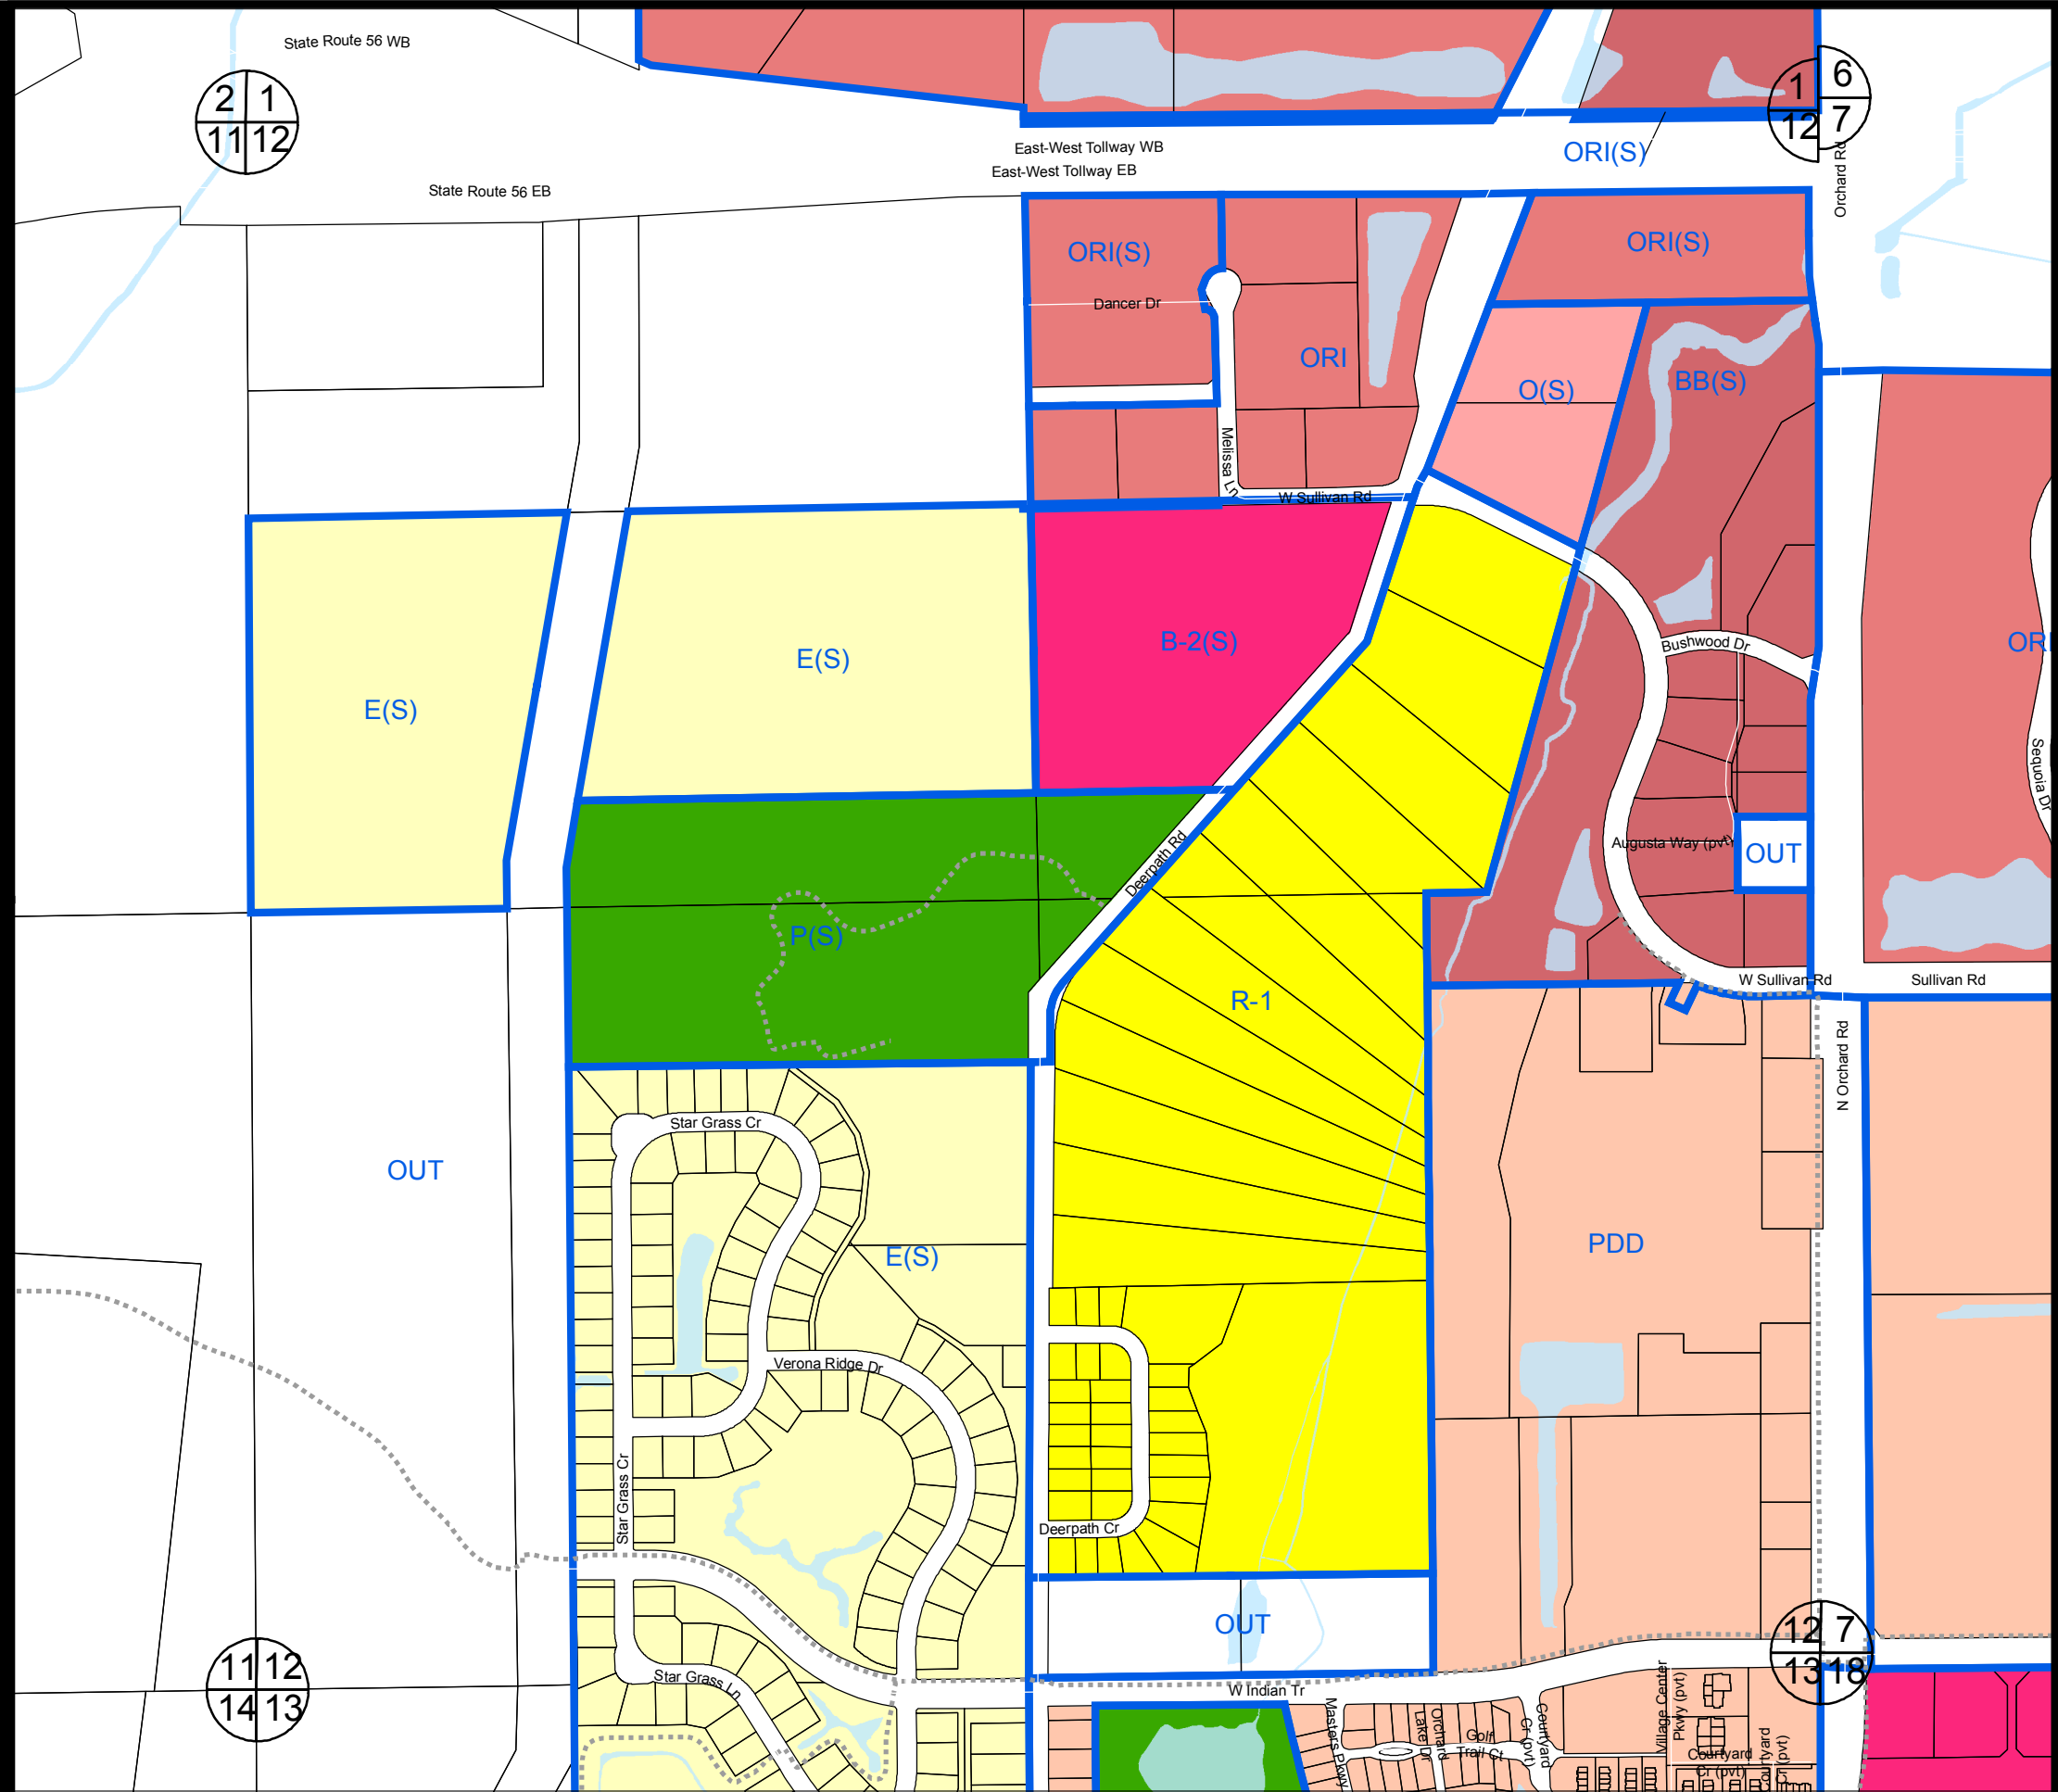 State Route 56 WB
2 1
11 12
1 6
12 7
East-West Tollway WB
East-West Tollway EB
ORI(S)
Orchard Rd
State Route 56 EB
ORI(S)
ORI(S)
Dancer Dr
ORI
O(S)
BB(S)
Melissa Ln
W Sullivan Rd
E(S)
B-2(S)
Bushwood Dr
ORI
E(S)
Sequoia Dr
Augusta Way (pvt)
OUT
Deerpath Rd
P(S)
R-1
W Sullivan Rd
Sullivan Rd
N Orchard Rd
Star Grass Cr
OUT
E(S)
PDD
Verona Ridge Dr
Star Grass Cr
Deerpath Cr
OUT
11 12
14 13
12 7
13 18
Star Grass Ln
W Indian Tr
Masters Pkwy
Orchard
Lake Dr
Golf
Trail Ct
Courtyard
Cr (pvt)
Village Center
Pkwy (pvt)
Courtyard
Cr (pvt)
Courtyard
Cr (pvt)